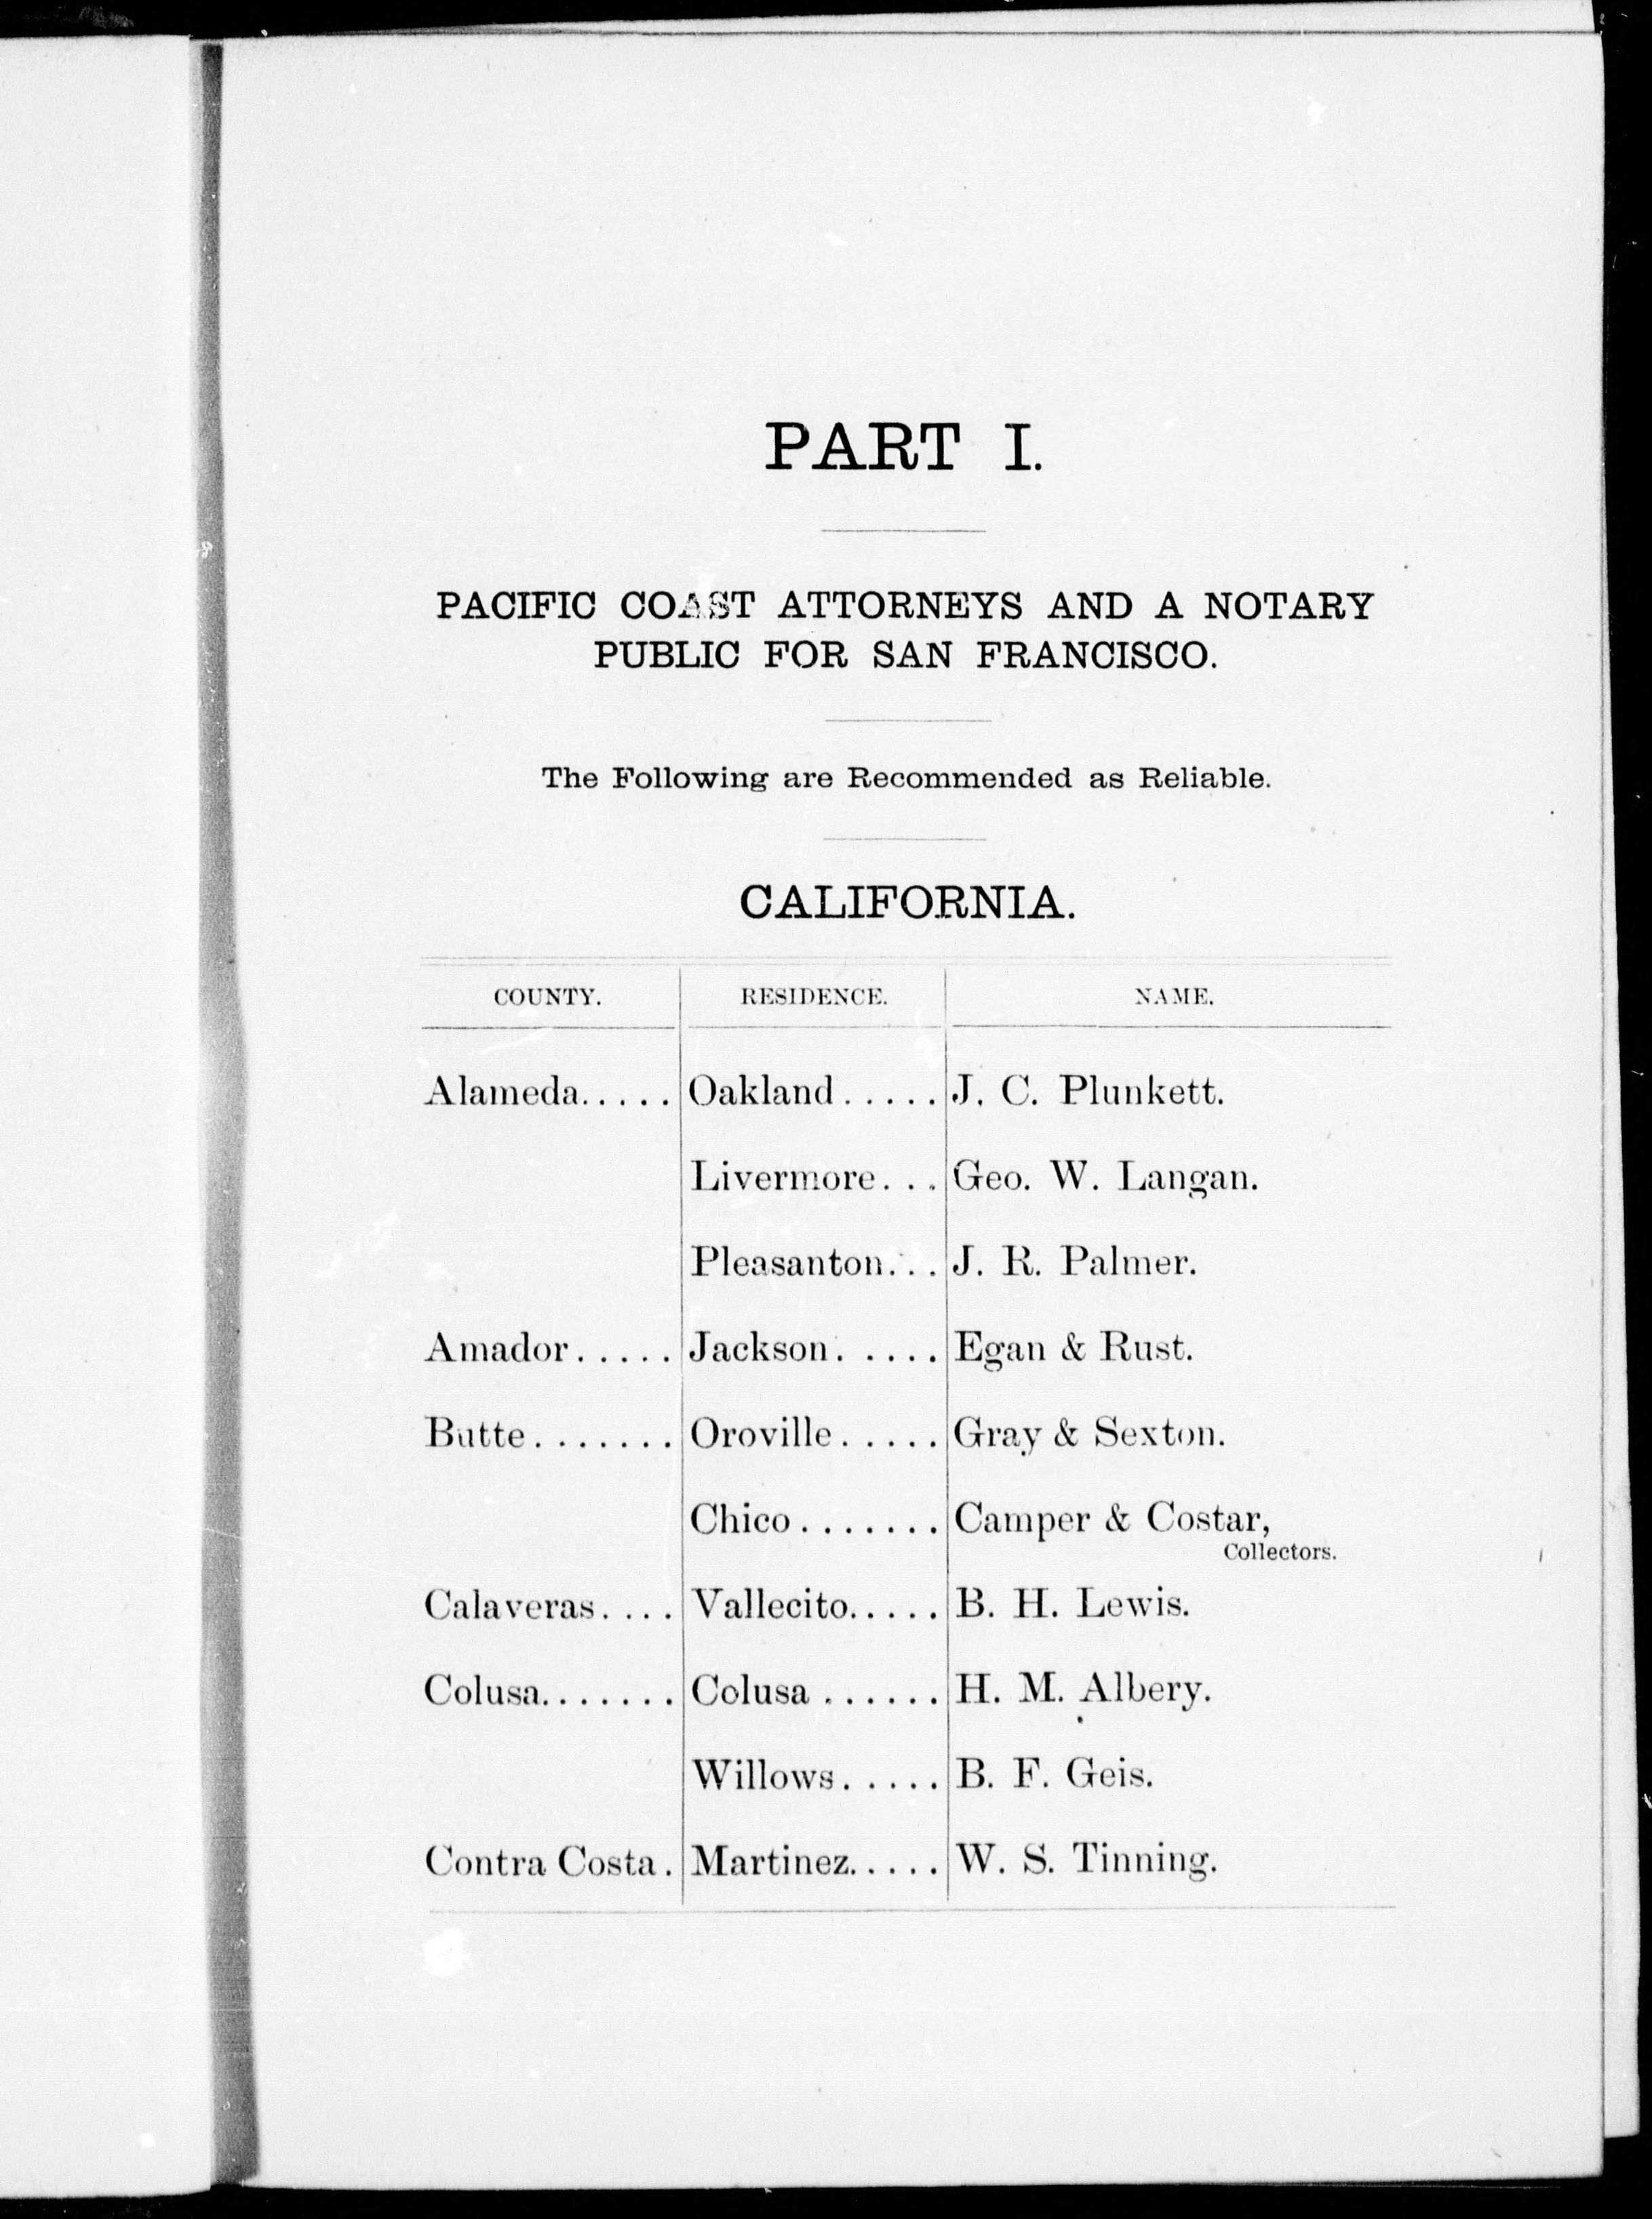 PART I.
PACIFIC COAST ATTORNEYS AND A NOTARY
PUBLIC FOR SAN FRANCISCO.
The Following are Recommended as Reliable.
CALIFORNIA.
COUNTY. RESIDENCE. NAME.
Alameda..... Oakland..... J. C. Plunkett.
Livermore... Geo. W. Langan.
Pleasanton... J. R. Palmer.
Amador..... Jackson..... Egan & Rust.
Butte....... Oroville..... Gray & Sexton.
Chico....... Camper & Costar,
Collectors.
Calaveras.... Vallecito..... B. H. Lewis.
Colusa....... Colusa ...... H. M. Albery.
Willows..... B. F. Geis.
Contra Costa. Martinez..... W. S. Tinning.